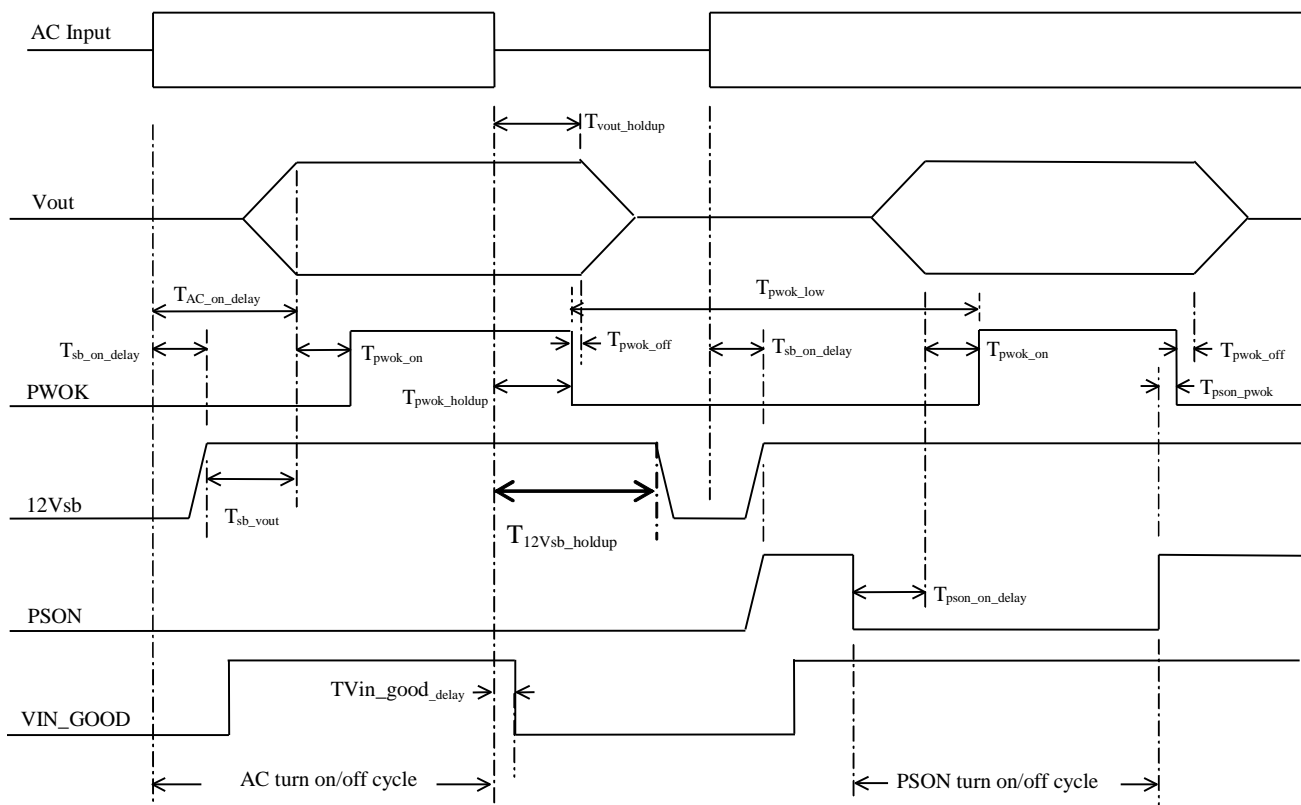 AC Input
Tvout_holdup
Vout
TAC_on_delay
Tpwok_low
Tsb_on_delay
Tpwok_on
Tpwok_off
Tsb_on_delay
Tpwok_on
Tpwok_off
PWOK
Tpwok_holdup
Tpson_pwok
12Vsb
Tsb_vout
T12Vsb_holdup
PSON
Tpson_on_delay
TVin_good_delay
VIN_GOOD
AC turn on/off cycle
PSON turn on/off cycle